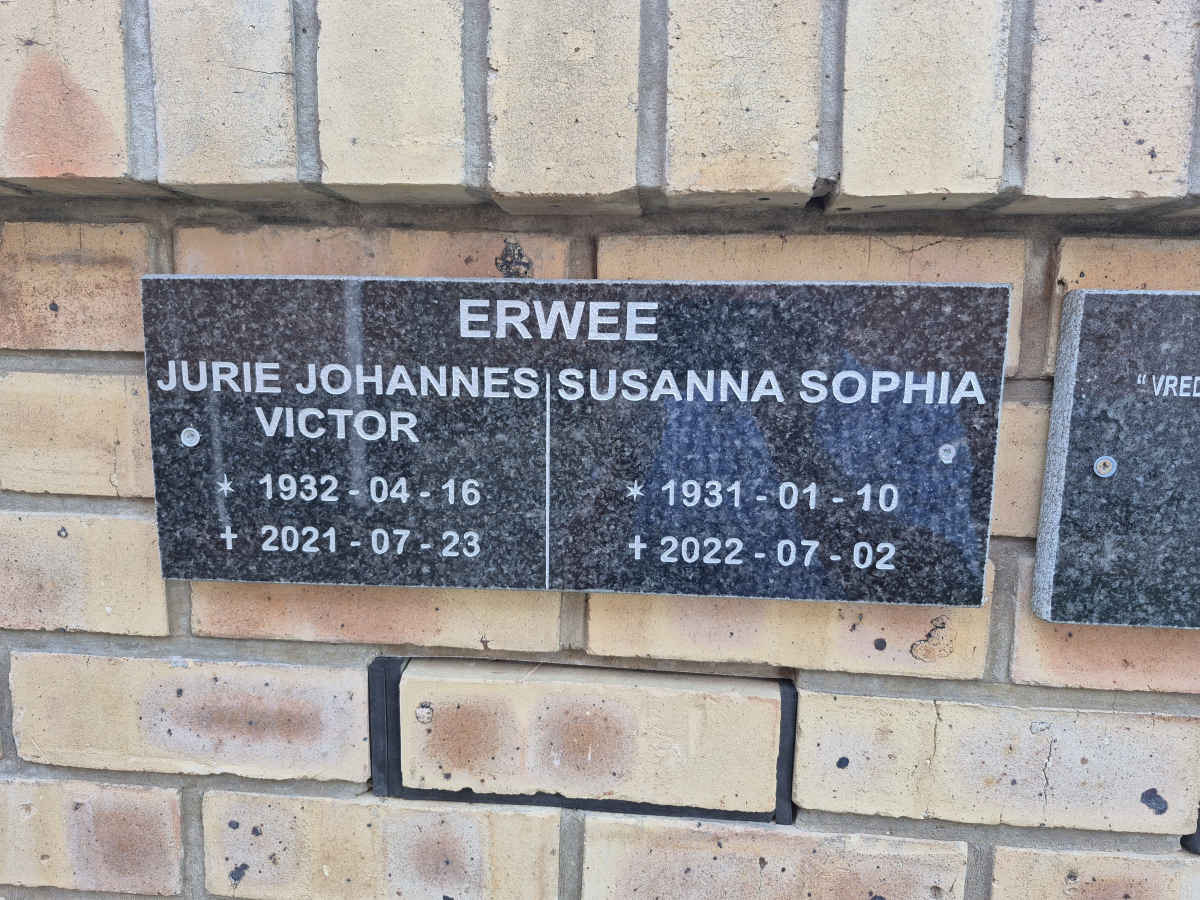 ERWEE
JURIE JOHANNES
VICTOR
* 1932 - 04 - 16
✝ 2021 - 07 - 23
SUSANNA SOPHIA
* 1931 - 01 - 10
✝ 2022 - 07 - 02